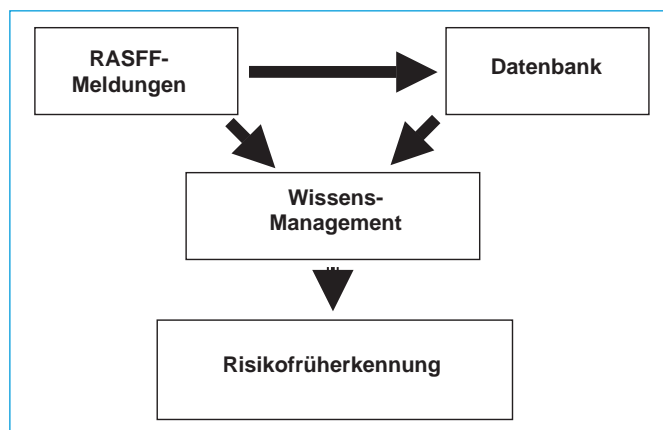 RASFF-
Meldungen
Datenbank
Wissens-
Management
Risikofrüherkennung